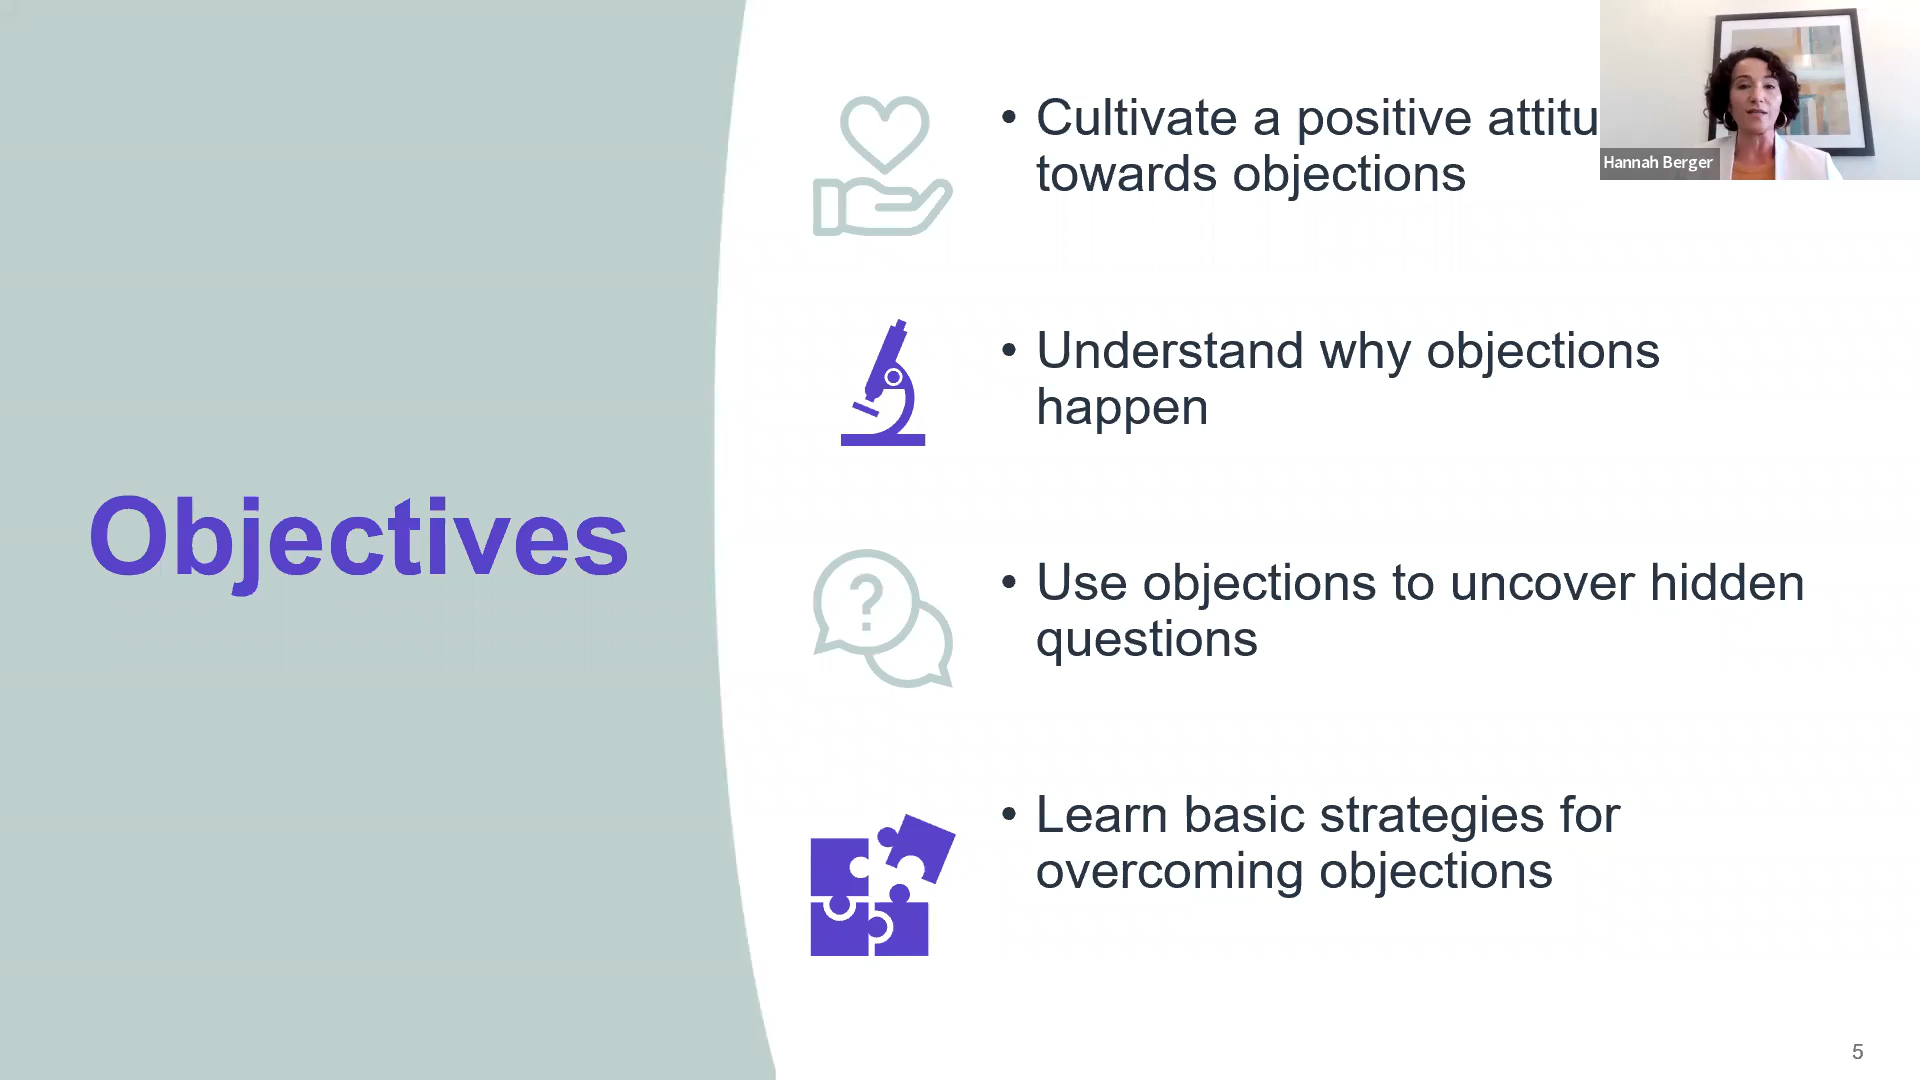 Objectives
• Cultivate a positive
towards objections
• Understand why objections
happen
• Use objections to uncover hidden
questions
• Learn basic strategies for
overcoming objections
Hannah Berger
?
5